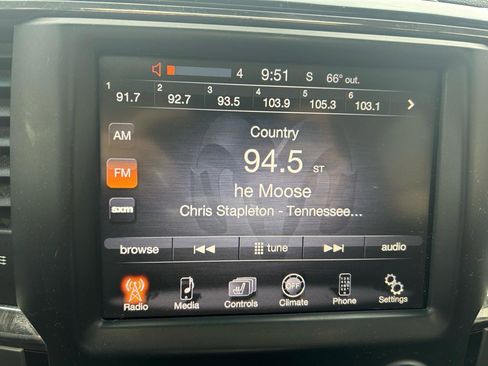 4 9:51 S 66° out.
1 2 3 4 5 6
91.7 92.7 93.5 103.9 105.3 103.1
AM
Country
94.5 ST
FM
he Moose
sxm
Chris Stapleton - Tennessee...
browse tune audio
OFF
Radio Media Controls Climate Phone Settings